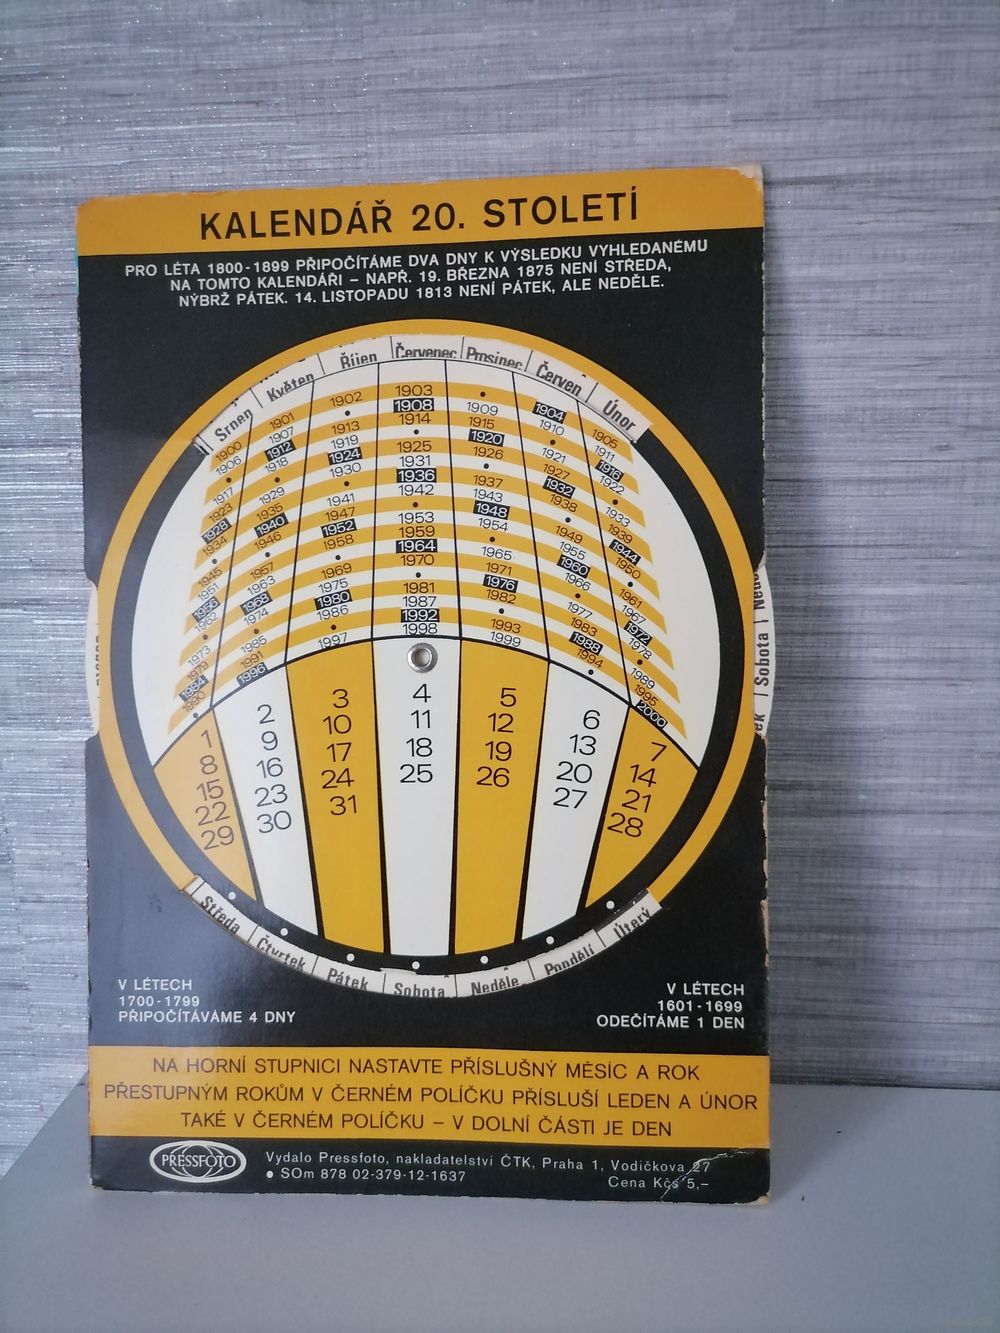 KALENDÁŘ 20. STOLETÍ
PRO LÉTA 1800-1899 PŘIPOČÍTÁME DVA DNY K VÝSLEDKU VYHLEDANÉMU
NA TOMTO KALENDÁŘI – NAPŘ. 19. BŘEZNA 1875 NENÍ STŘEDA,
NÝBRŽ PÁTEK. 14. LISTOPADU 1813 NENÍ PÁTEK, ALE NEDĚLE.
Srpen Květen Říjen Červenec Prosinec Červen Únor
1900 1901 1902 1903 • 1904 1905
1906 1907 • 1908 1909 1910 1911
• 1912 1913 1914 1915 • 1916
1917 1918 1919 • 1920 1921 1922
1923 • 1924 1925 1926 1927 •
1928 1929 1930 1931 • 1932 1933
1934 1935 • 1936 1937 1938 1939
• 1940 1941 1942 1943 • 1944
1945 1946 1947 • 1948 1949 1950
1951 • 1952 1953 1954 1955 •
1956 1957 1958 1959 • 1960 1961
1962 1963 • 1964 1965 1966 1967
• 1968 1969 1970 1971 • 1972
1973 1974 1975 • 1976 1977 1978
1979 • 1980 1981 1982 1983 •
1984 1985 1986 1987 • 1988 1989
1990 1991 • 1992 1993 1994 1995
• 1996 1997 1998 1999 • 2000
1 2 3 4 5 6 7
8 9 10 11 12 13 14
15 16 17 18 19 20 21
22 23 24 25 26 27 28
29 30 31
Sobota
Středa Čtvrtek Pátek Sobota Neděle Pondělí Úterý
V LÉTECH
1700-1799
PŘIPOČÍTÁVÁME 4 DNY
V LÉTECH
1601-1699
ODEČÍTÁME 1 DEN
NA HORNÍ STUPNICI NASTAVTE PŘÍSLUŠNÝ MĚSÍC A ROK
PŘESTUPNÝM ROKŮM V ČERNÉM POLÍČKU PŘÍSLUŠÍ LEDEN A ÚNOR
TAKÉ V ČERNÉM POLÍČKU – V DOLNÍ ČÁSTI JE DEN
PRESSFOTO
Vydalo Pressfoto, nakladatelství ČTK, Praha 1, Vodičkova 27
• SOm 878 02-379-12-1637
Cena Kčs 5,–